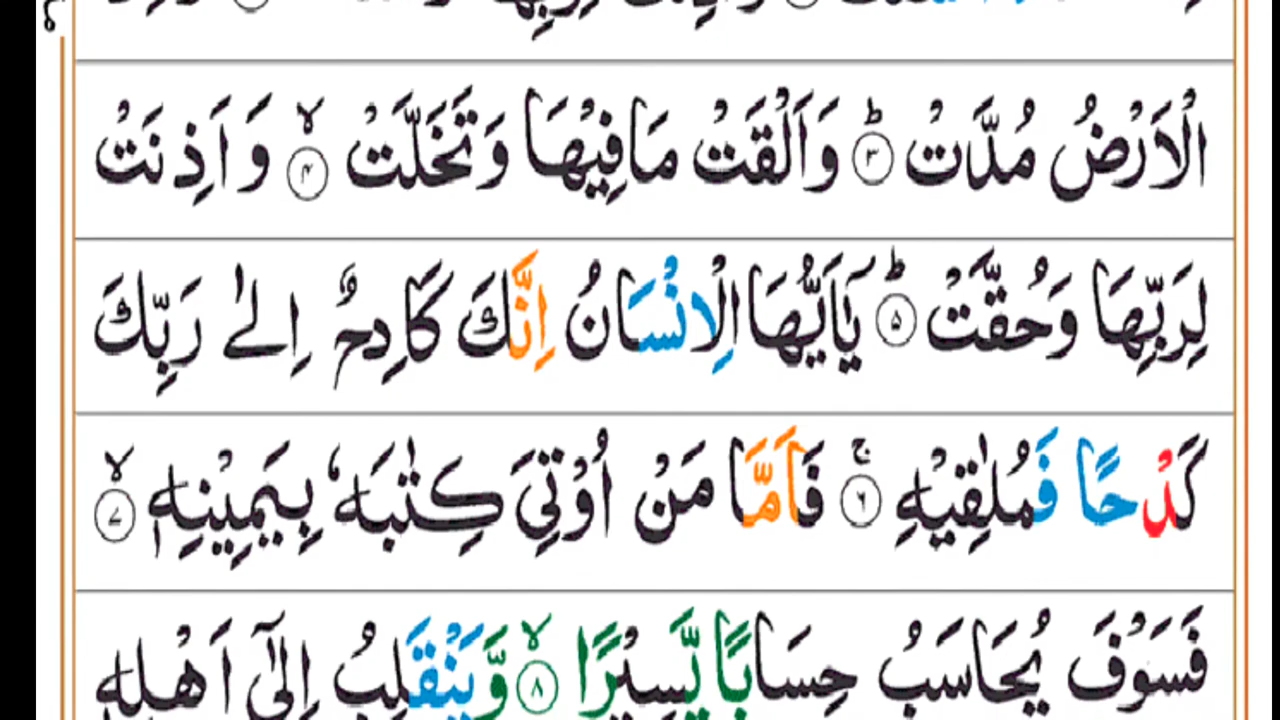 الْاَرْضُ مُدَّتْ ۙ﴿۳﴾ وَاَلْقَتْ مَا فِيْهَا وَتَخَلَّتْ ۙ﴿۴﴾ وَ اَذِنَتْ
لِرَبِّهَا وَحُقَّتْ ؕ﴿۵﴾ يٰۤاَيُّهَا الْاِنْسَانُ اِنَّكَ كَادِحٌ اِلٰى رَبِّكَ
كَدْحًا فَمُلٰقِيْهِ ۚ﴿۶﴾ فَاَمَّا مَنْ اُوْتِيَ كِتٰبَهٗ بِيَمِيْنِهٖ ۙ﴿۷﴾
فَسَوْفَ يُحَاسَبُ حِسَابًا يَّسِيْرًا ۙ﴿۸﴾ وَّيَنْقَلِبُ اِلٰٓى اَهْلِهٖ